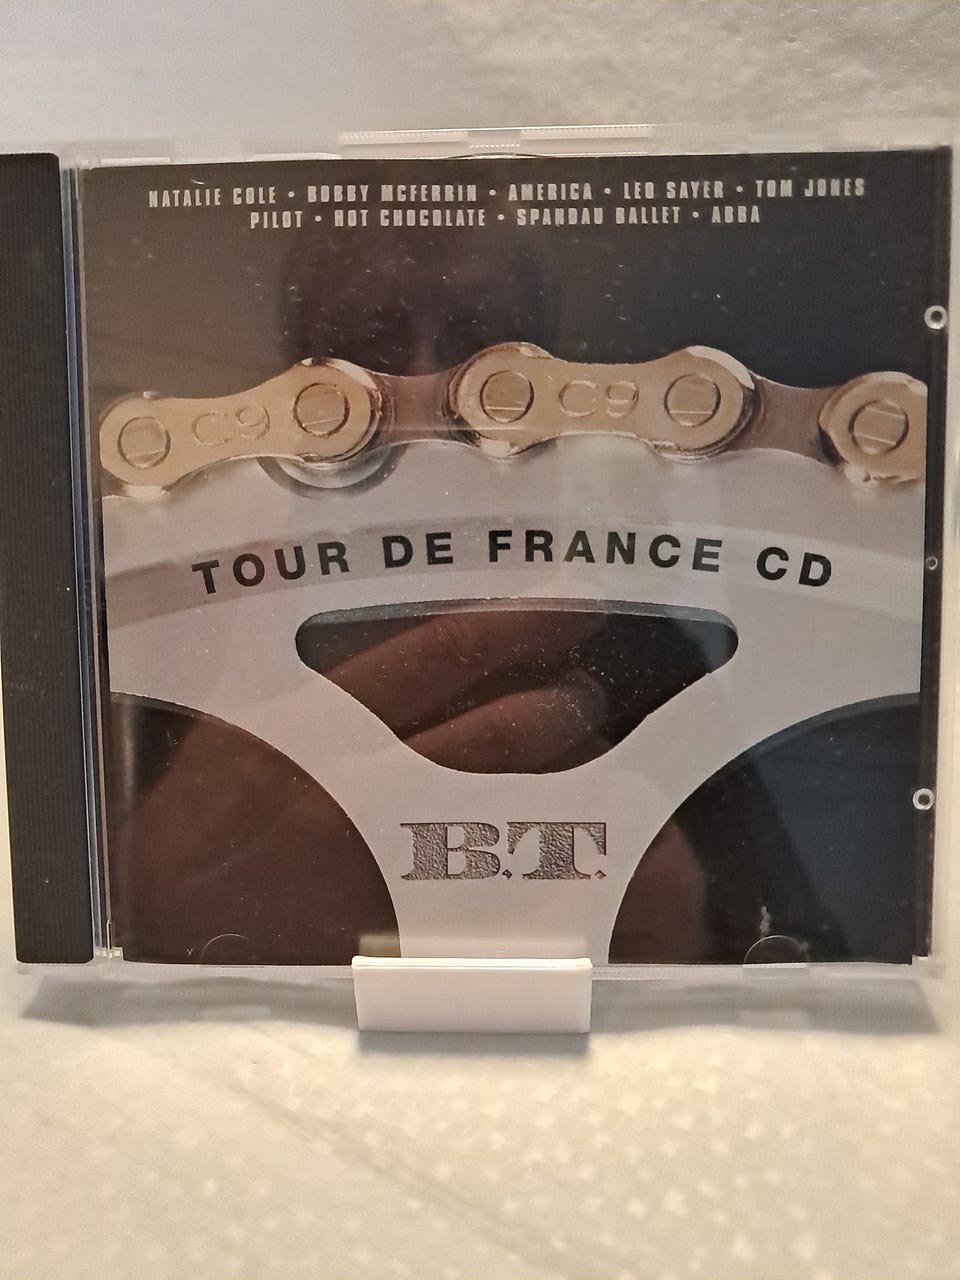 NATALIE COLE • BOBBY MCFERRIN • AMERICA • LEO SAYER • TOM JONES
PILOT • HOT CHOCOLATE • SPANDAU BALLET • ABBA
C9 C9
TOUR DE FRANCE CD
B.T.